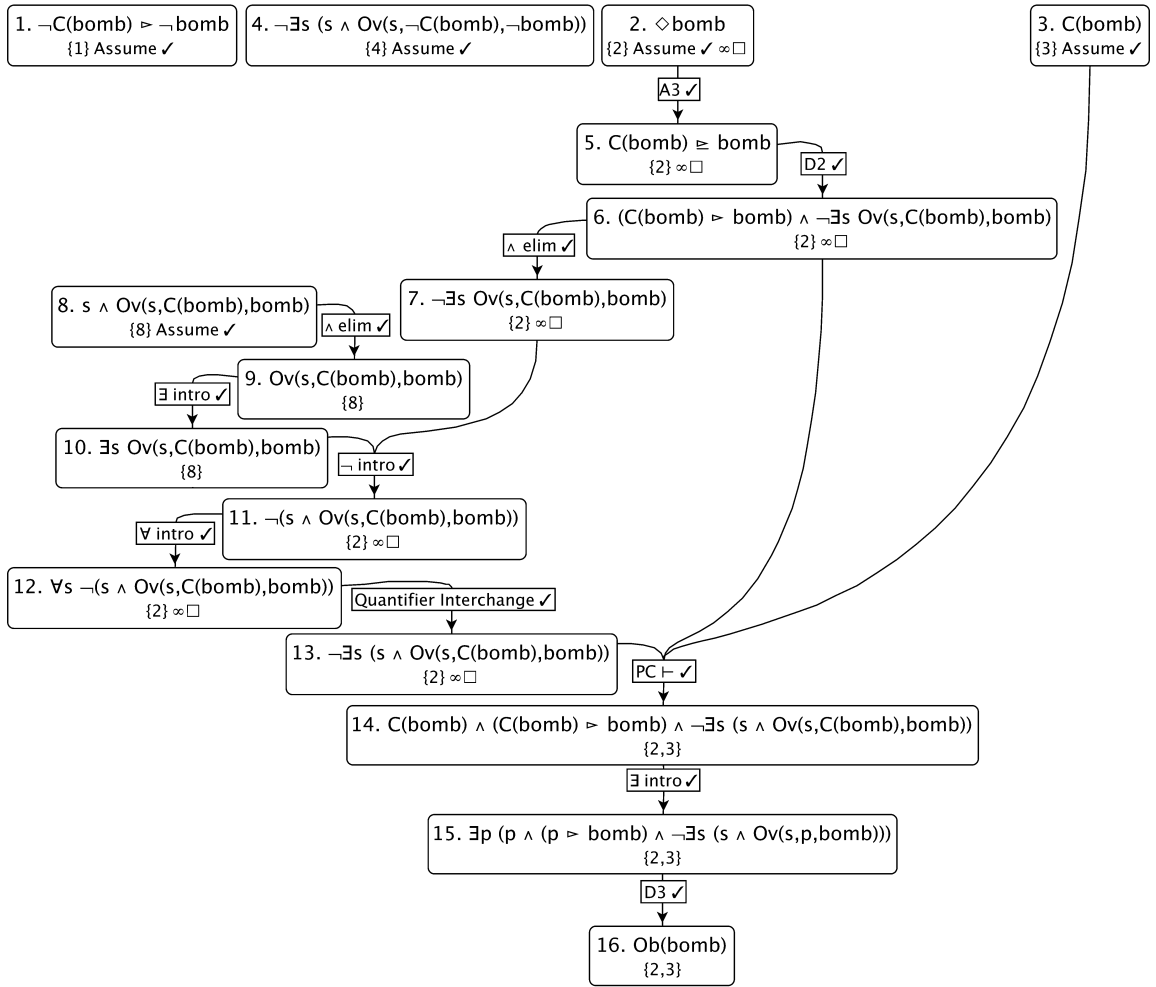 1. ¬C(bomb) ▻ ¬bomb
{1} Assume ✓
4. ¬∃s (s ∧ Ov(s,¬C(bomb),¬bomb))
{4} Assume ✓
2. ◇bomb
{2} Assume ✓ ∞□
3. C(bomb)
{3} Assume ✓
A3 ✓
5. C(bomb) ⊵ bomb
{2} ∞□
D2 ✓
6. (C(bomb) ▻ bomb) ∧ ¬∃s Ov(s,C(bomb),bomb)
{2} ∞□
∧ elim ✓
7. ¬∃s Ov(s,C(bomb),bomb)
{2} ∞□
8. s ∧ Ov(s,C(bomb),bomb)
{8} Assume ✓
∧ elim ✓
9. Ov(s,C(bomb),bomb)
{8}
∃ intro ✓
10. ∃s Ov(s,C(bomb),bomb)
{8}
¬ intro ✓
11. ¬(s ∧ Ov(s,C(bomb),bomb))
{2} ∞□
∀ intro ✓
12. ∀s ¬(s ∧ Ov(s,C(bomb),bomb))
{2} ∞□
Quantifier Interchange ✓
13. ¬∃s (s ∧ Ov(s,C(bomb),bomb))
{2} ∞□
PC ⊢ ✓
14. C(bomb) ∧ (C(bomb) ▻ bomb) ∧ ¬∃s (s ∧ Ov(s,C(bomb),bomb))
{2,3}
∃ intro ✓
15. ∃p (p ∧ (p ▻ bomb) ∧ ¬∃s (s ∧ Ov(s,p,bomb)))
{2,3}
D3 ✓
16. Ob(bomb)
{2,3}